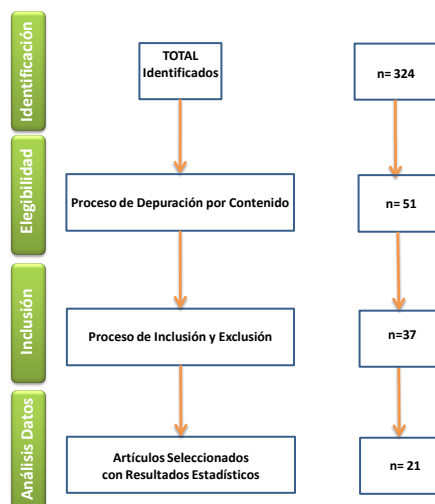 Identificación
TOTAL
Identificados
n= 324
Elegibilidad
Proceso de Depuración por Contenido
n= 51
Inclusión
Proceso de Inclusión y Exclusión
n=37
Análisis Datos
Artículos Seleccionados
con Resultados Estadísticos
n= 21